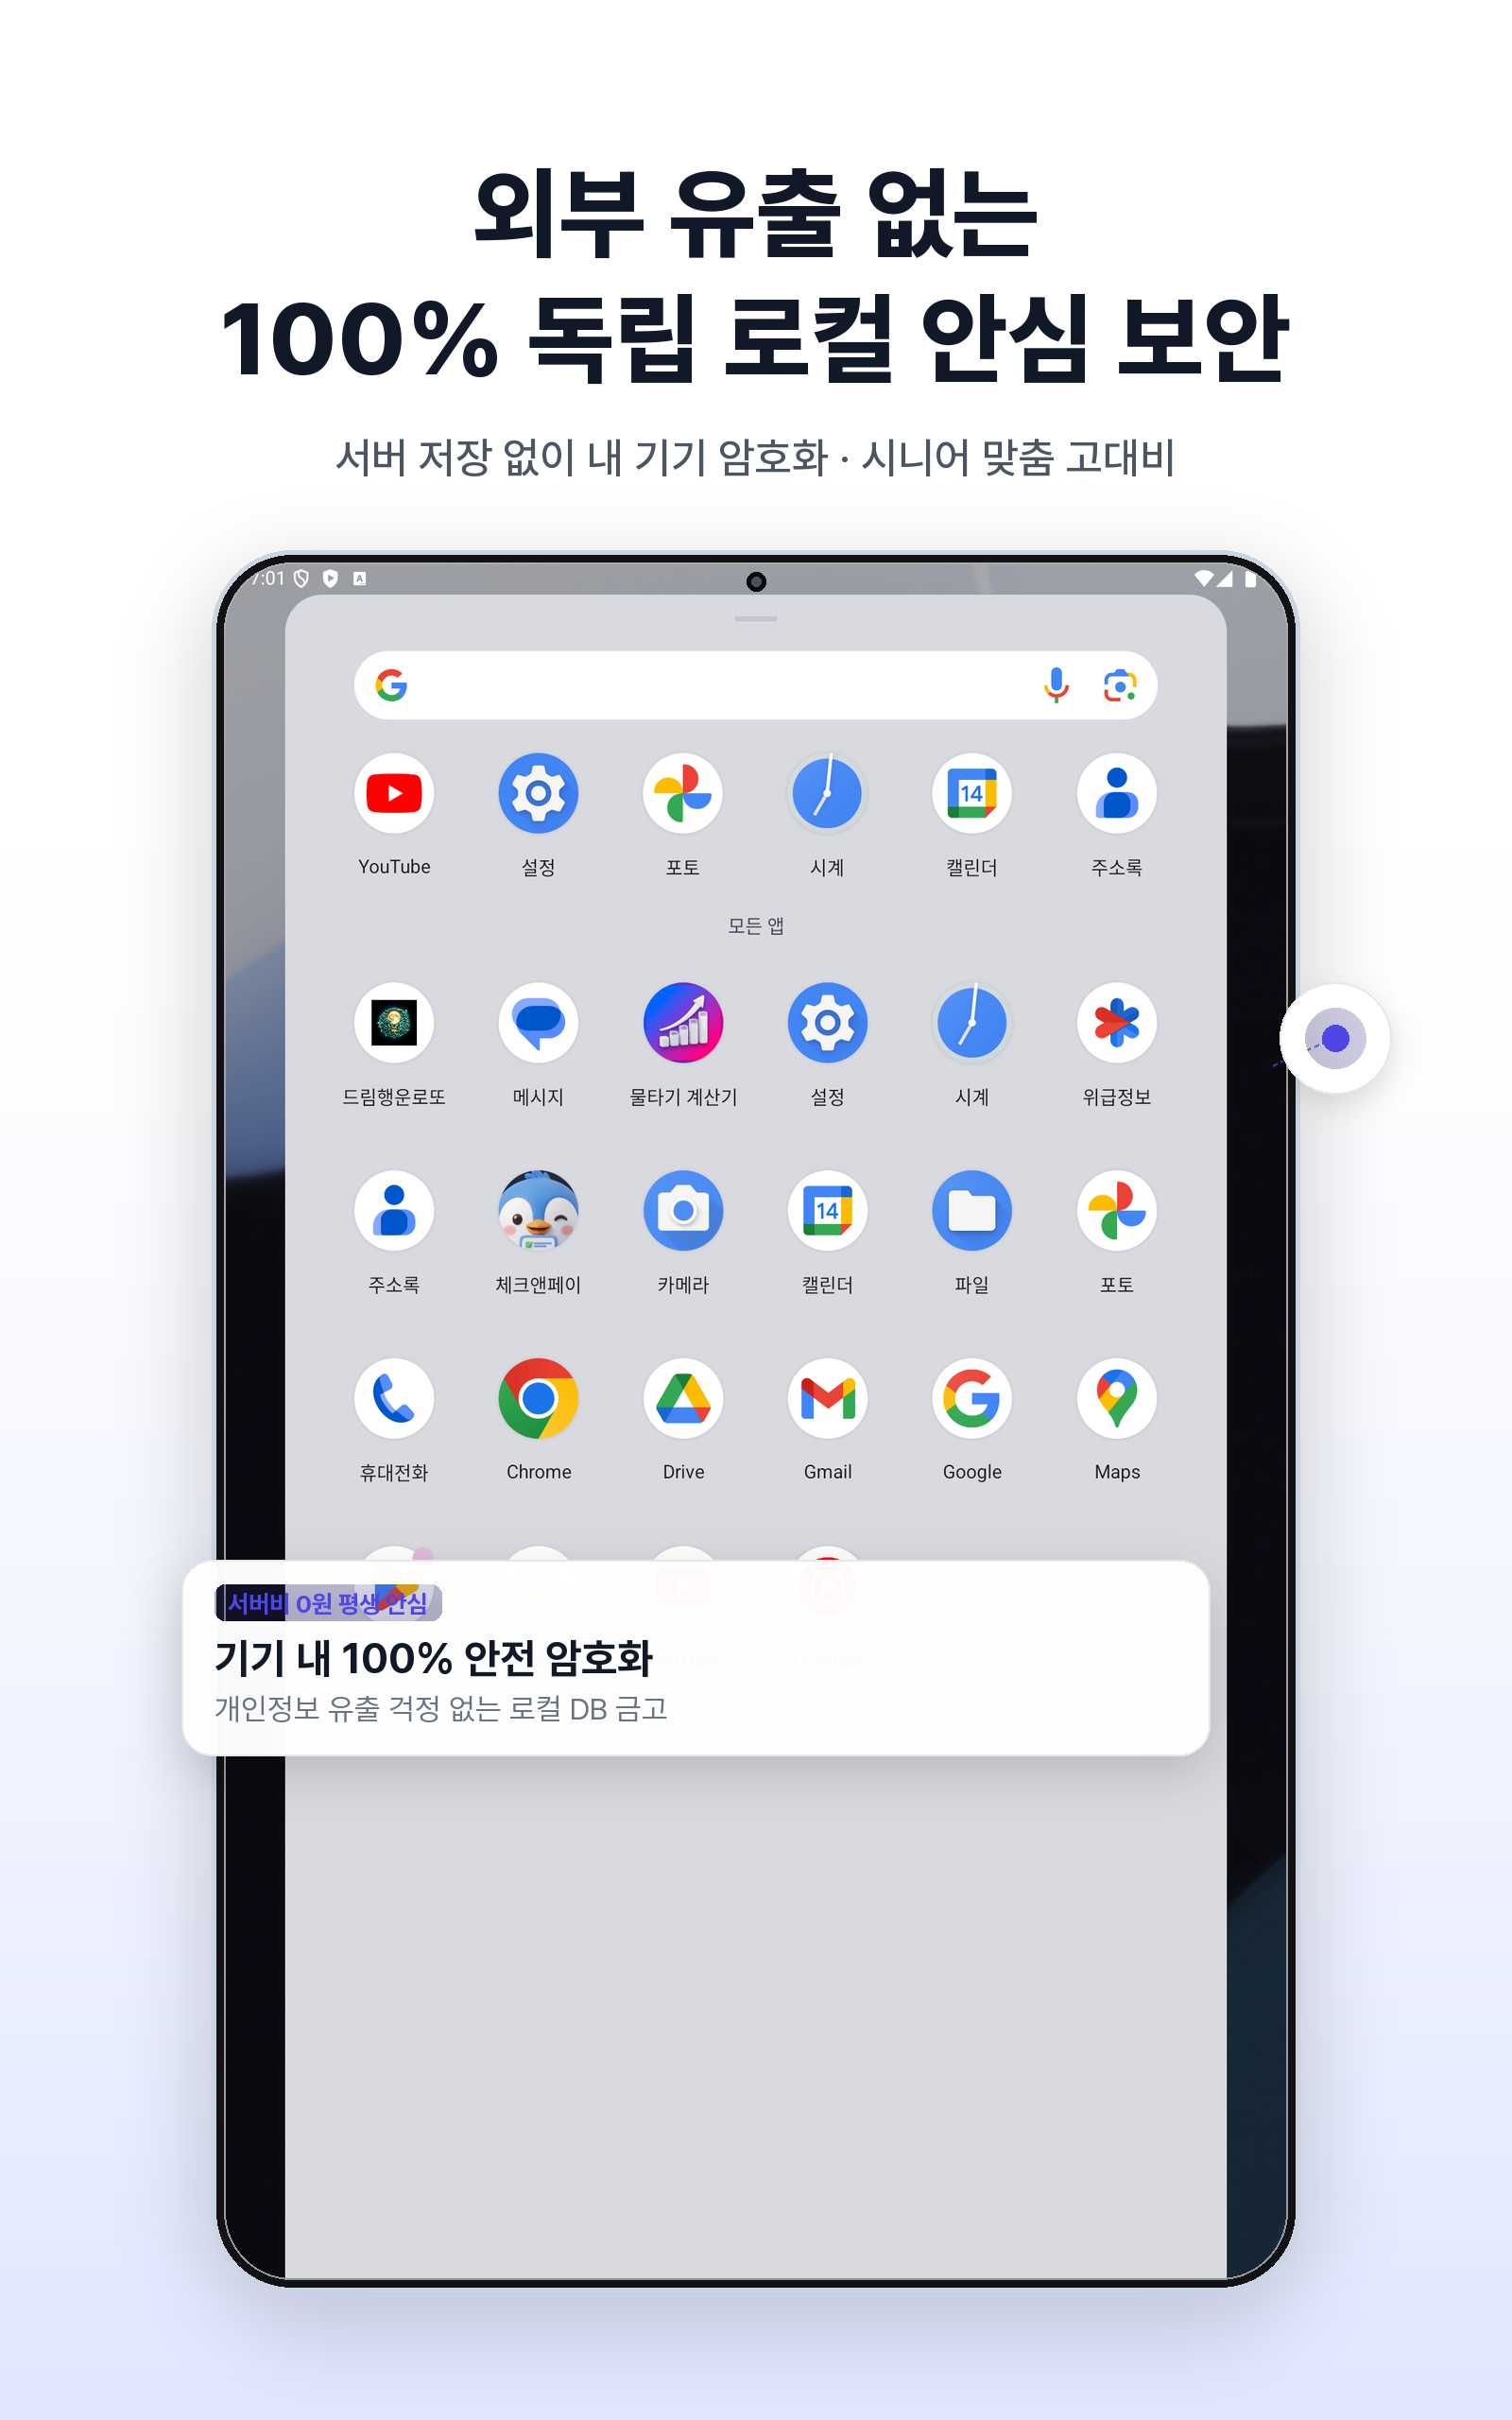 외부 유출 없는
100% 독립 로컬 안심 보안
서버 저장 없이 내 기기 암호화 · 시니어 맞춤 고대비
7:01
YouTube 설정 포토 시계 캘린더 주소록
모든 앱
드림행운로또 메시지 물타기 계산기 설정 시계 위급정보
주소록 체크앤페이 카메라 캘린더 파일 포토
휴대전화 Chrome Drive Gmail Google Maps
서버비 0원 평생 안심
기기 내 100% 안전 암호화
YouTube YT Music
개인정보 유출 걱정 없는 로컬 DB 금고